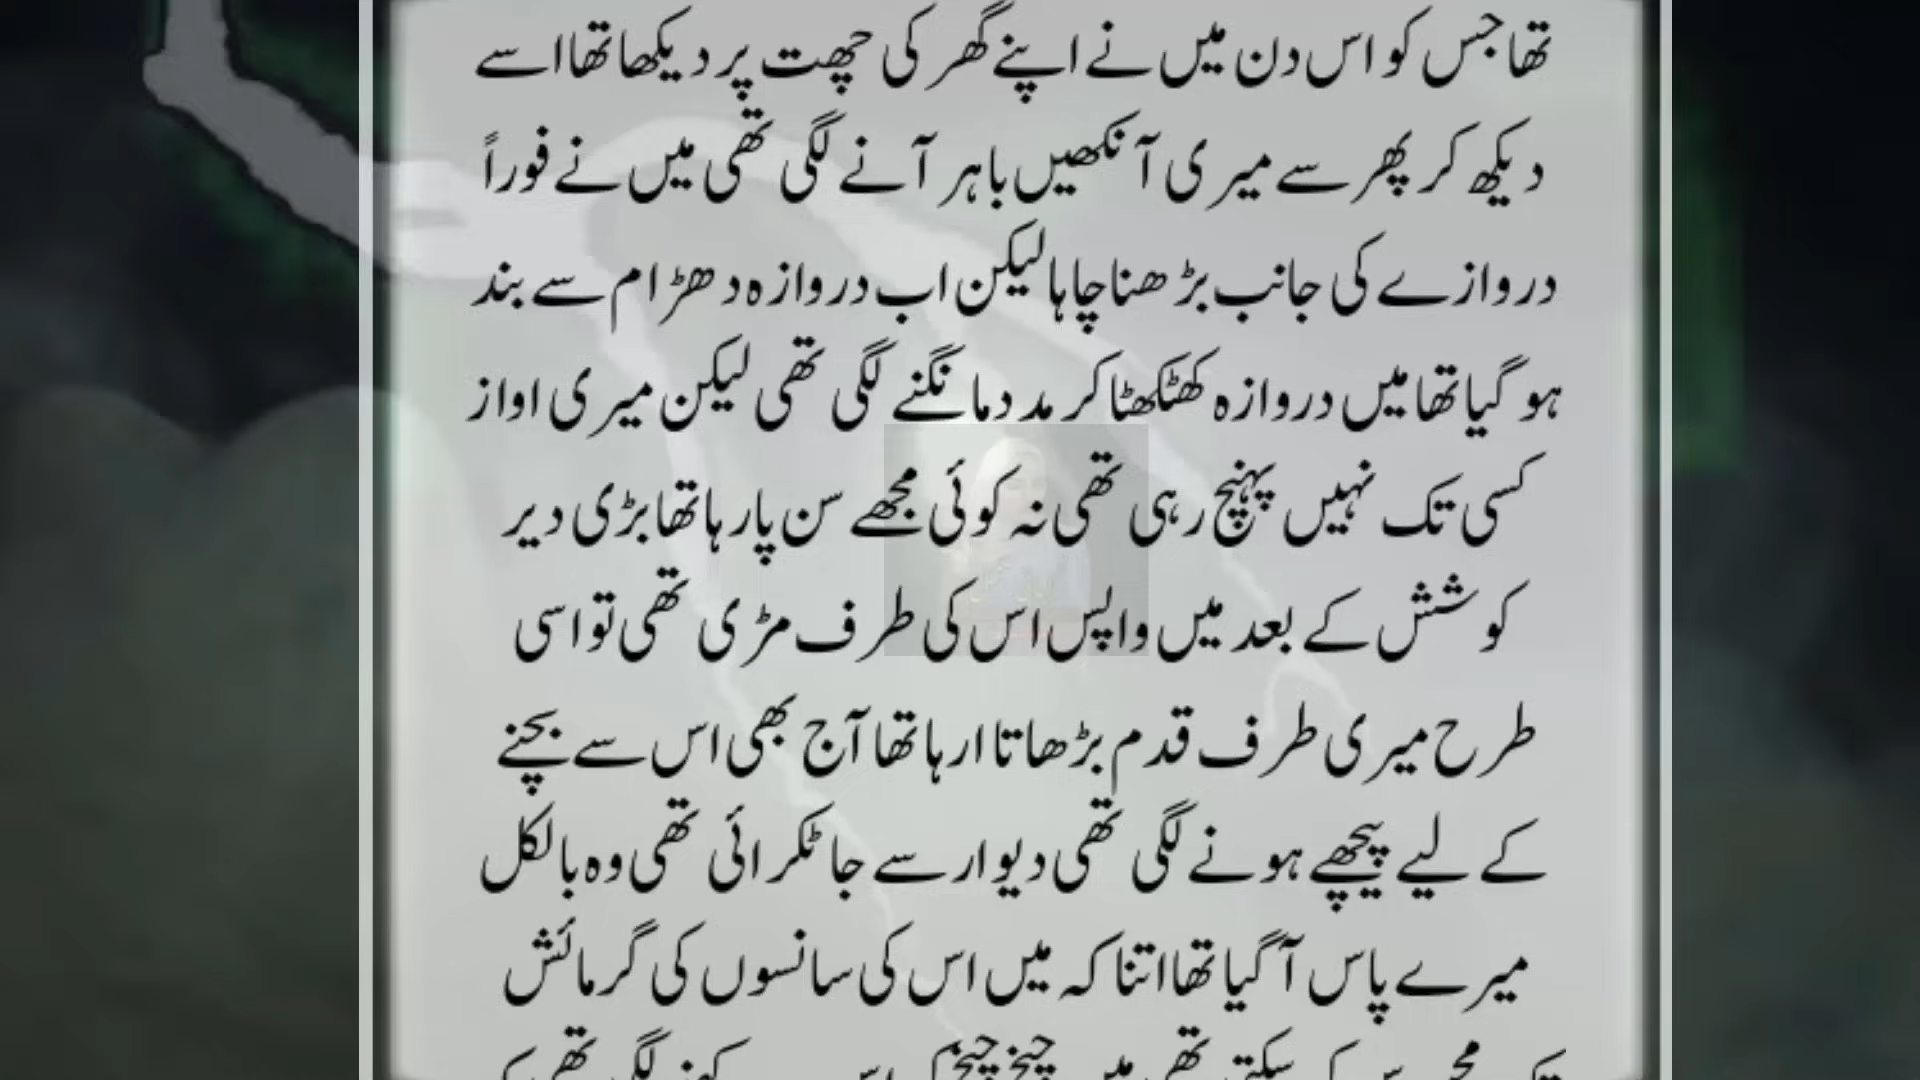 تھا جس کو اس دن میں نے اپنے گھر کی چھت پر دیکھا تھا اسے
دیکھ کر پھر سے میری آنکھیں باہر آنے لگی تھی میں نے فوراً
دروازے کی جانب بڑھنا چاہا لیکن اب دروازہ دھڑام سے بند
ہو گیا تھا میں دروازہ کھٹکھٹا کر مدد مانگنے لگی تھی لیکن میری اواز
کسی تک نہیں پہنچ رہی تھی نہ کوئی مجھے سن پا رہا تھا بڑی دیر
کوشش کے بعد میں واپس اس کی طرف مڑی تھی تو اسی
طرح میری طرف قدم بڑھاتا ارہا تھا آج بھی اس سے بچنے
کے لیے پیچھے ہونے لگی تھی دیوار سے جا ٹکرائی تھی وہ بالکل
میرے پاس آگیا تھا اتنا کہ میں اس کی سانسوں کی گرمائش